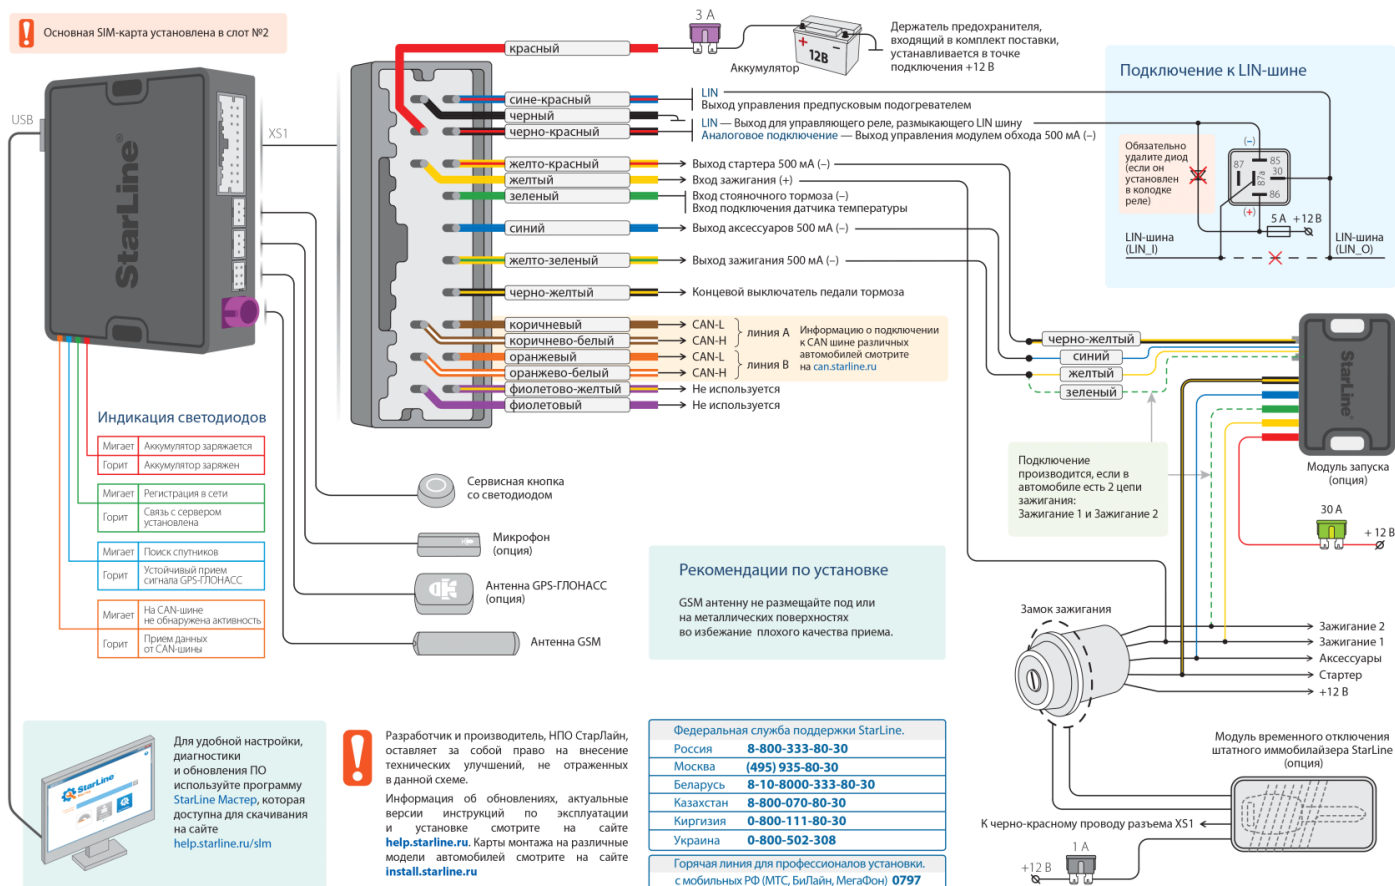 Основная SIM-карта установлена в слот №2
USB
XS1
StarLine®
красный
3 А
Аккумулятор
12В
Держатель предохранителя,
входящий в комплект поставки,
устанавливается в точке
подключения +12 В
сине-красный
LIN
Выход управления предпусковым подогревателем
черный
черно-красный
LIN — Выход для управляющего реле, размыкающего LIN шину
Аналоговое подключение — Выход управления модулем обхода 500 мА (–)
желто-красный
Выход стартера 500 мА (–)
желтый
Вход зажигания (+)
зеленый
Вход стояночного тормоза (–)
Вход подключения датчика температуры
синий
Выход аксессуаров 500 мА (–)
желто-зеленый
Выход зажигания 500 мА (–)
черно-желтый
Концевой выключатель педали тормоза
коричневый
CAN-L
коричнево-белый
CAN-H
линия А
оранжевый
CAN-L
оранжево-белый
CAN-H
линия В
Информацию о подключении
к CAN шине различных
автомобилей смотрите
на can.starline.ru
фиолетово-желтый
Не используется
фиолетовый
Не используется
Подключение к LIN-шине
Обязательно
удалите диод
(если он
установлен
в колодке
реле)
(–)
87
85
30
87a
86
(+)
5 А
+12 В
LIN-шина
(LIN_I)
LIN-шина
(LIN_O)
черно-желтый
синий
желтый
зеленый
StarLine®
Модуль запуска
(опция)
Подключение
производится, если в
автомобиле есть 2 цепи
зажигания:
Зажигание 1 и Зажигание 2
30 А
+ 12 В
Индикация светодиодов
Мигает Аккумулятор заряжается
Горит Аккумулятор заряжен
Мигает Регистрация в сети
Горит Связь с сервером
установлена
Мигает Поиск спутников
Горит Устойчивый прием
сигнала GPS-ГЛОНАСС
Мигает На CAN-шине
не обнаружена активность
Горит Прием данных
от CAN-шины
Сервисная кнопка
со светодиодом
Микрофон
(опция)
Антенна GPS-ГЛОНАСС
(опция)
Антенна GSM
Рекомендации по установке
GSM антенну не размещайте под или
на металлических поверхностях
во избежание плохого качества приема.
Замок зажигания
Зажигание 2
Зажигание 1
Аксессуары
Стартер
+12 В
Модуль временного отключения
штатного иммобилайзера StarLine
(опция)
К черно-красному проводу разъема XS1
1 А
+12 В
StarLine
Для удобной настройки,
диагностики
и обновления ПО
используйте программу
StarLine Мастер, которая
доступна для скачивания
на сайте
help.starline.ru/slm
Разработчик и производитель, НПО СтарЛайн,
оставляет за собой право на внесение
технических улучшений, не отраженных
в данной схеме.
Информация об обновлениях, актуальные
версии инструкций по эксплуатации
и установке смотрите на сайте
help.starline.ru. Карты монтажа на различные
модели автомобилей смотрите на сайте
install.starline.ru
Федеральная служба поддержки StarLine.
Россия 8-800-333-80-30
Москва (495) 935-80-30
Беларусь 8-10-8000-333-80-30
Казахстан 8-800-070-80-30
Киргизия 0-800-111-80-30
Украина 0-800-502-308
Горячая линия для профессионалов установки.
с мобильных РФ (МТС, БиЛайн, МегаФон) 0797